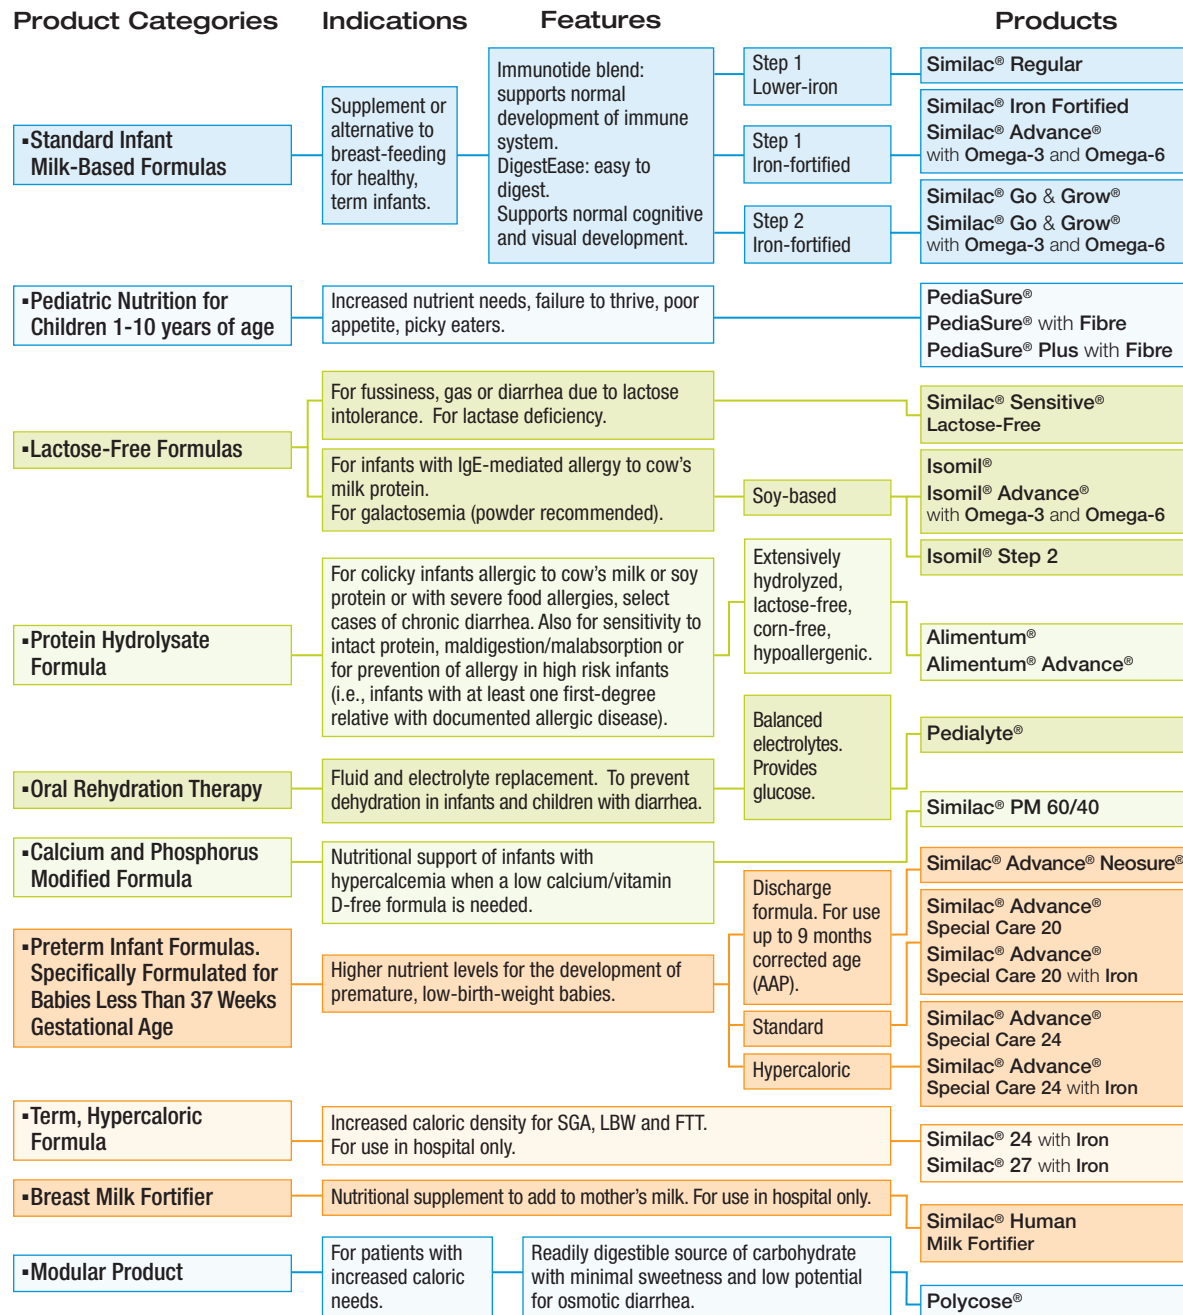 Product Categories
Indications
Features
Products
▪Standard Infant
Milk-Based Formulas
Supplement or
alternative to
breast-feeding
for healthy,
term infants.
Immunotide blend:
supports normal
development of immune
system.
DigestEase: easy to
digest.
Supports normal cognitive
and visual development.
Step 1
Lower-iron
Similac® Regular
Step 1
Iron-fortified
Similac® Iron Fortified
Similac® Advance®
with Omega-3 and Omega-6
Step 2
Iron-fortified
Similac® Go & Grow®
Similac® Go & Grow®
with Omega-3 and Omega-6
▪Pediatric Nutrition for
Children 1-10 years of age
Increased nutrient needs, failure to thrive, poor
appetite, picky eaters.
PediaSure®
PediaSure® with Fibre
PediaSure® Plus with Fibre
▪Lactose-Free Formulas
For fussiness, gas or diarrhea due to lactose
intolerance. For lactase deficiency.
Similac® Sensitive®
Lactose-Free
For infants with IgE-mediated allergy to cow's
milk protein.
For galactosemia (powder recommended).
Soy-based
Isomil®
Isomil® Advance®
with Omega-3 and Omega-6
Isomil® Step 2
▪Protein Hydrolysate
Formula
For colicky infants allergic to cow's milk or soy
protein or with severe food allergies, select
cases of chronic diarrhea. Also for sensitivity to
intact protein, maldigestion/malabsorption or
for prevention of allergy in high risk infants
(i.e., infants with at least one first-degree
relative with documented allergic disease).
Extensively
hydrolyzed,
lactose-free,
corn-free,
hypoallergenic.
Alimentum®
Alimentum® Advance®
▪Oral Rehydration Therapy
Fluid and electrolyte replacement. To prevent
dehydration in infants and children with diarrhea.
Balanced
electrolytes.
Provides
glucose.
Pedialyte®
▪Calcium and Phosphorus
Modified Formula
Nutritional support of infants with
hypercalcemia when a low calcium/vitamin
D-free formula is needed.
Similac® PM 60/40
▪Preterm Infant Formulas.
Specifically Formulated for
Babies Less Than 37 Weeks
Gestational Age
Higher nutrient levels for the development of
premature, low-birth-weight babies.
Discharge
formula. For use
up to 9 months
corrected age
(AAP).
Similac® Advance® Neosure®
Standard
Similac® Advance®
Special Care 20
Similac® Advance®
Special Care 20 with Iron
Hypercaloric
Similac® Advance®
Special Care 24
Similac® Advance®
Special Care 24 with Iron
▪Term, Hypercaloric
Formula
Increased caloric density for SGA, LBW and FTT.
For use in hospital only.
Similac® 24 with Iron
Similac® 27 with Iron
▪Breast Milk Fortifier
Nutritional supplement to add to mother's milk. For use in hospital only.
Similac® Human
Milk Fortifier
▪Modular Product
For patients with
increased caloric
needs.
Readily digestible source of carbohydrate
with minimal sweetness and low potential
for osmotic diarrhea.
Polycose®